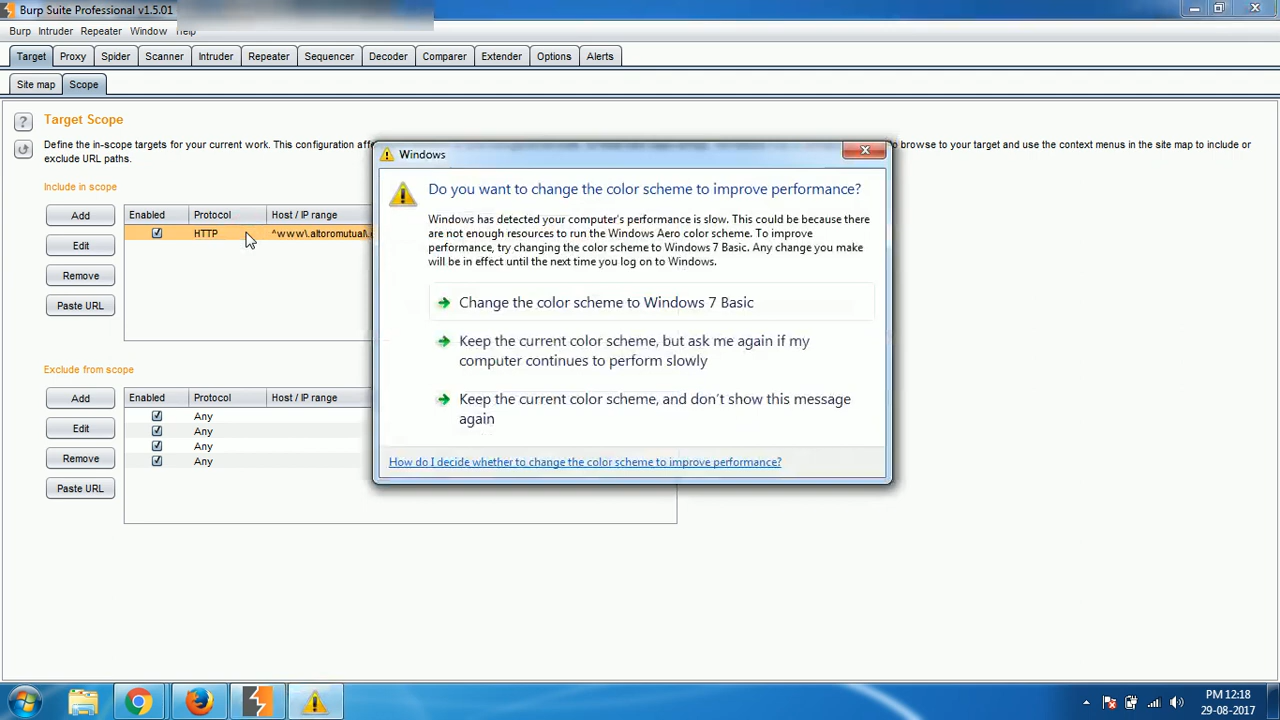 Burp Suite Professional v1.5.01
Burp Intruder Repeater Window Help
Target Proxy Spider Scanner Intruder Repeater Sequencer Decoder Comparer Extender Options Alerts
Site map Scope
? Target Scope
Define the in-scope targets for your current work. This configuration affe
o browse to your target and use the context menus in the site map to include or
exclude URL paths.
Include in scope
Add Enabled Protocol Host / IP range
HTTP ^www\.altoromutual\.
Edit
Remove
Paste URL
Exclude from scope
Add Enabled Protocol Host / IP range
Any
Edit Any
Any
Remove Any
Paste URL
Windows
Do you want to change the color scheme to improve performance?
Windows has detected your computer's performance is slow. This could be because there
are not enough resources to run the Windows Aero color scheme. To improve
performance, try changing the color scheme to Windows 7 Basic. Any change you make
will be in effect until the next time you log on to Windows.
Change the color scheme to Windows 7 Basic
Keep the current color scheme, but ask me again if my
computer continues to perform slowly
Keep the current color scheme, and don't show this message
again
How do I decide whether to change the color scheme to improve performance?
PM 12:18
29-08-2017